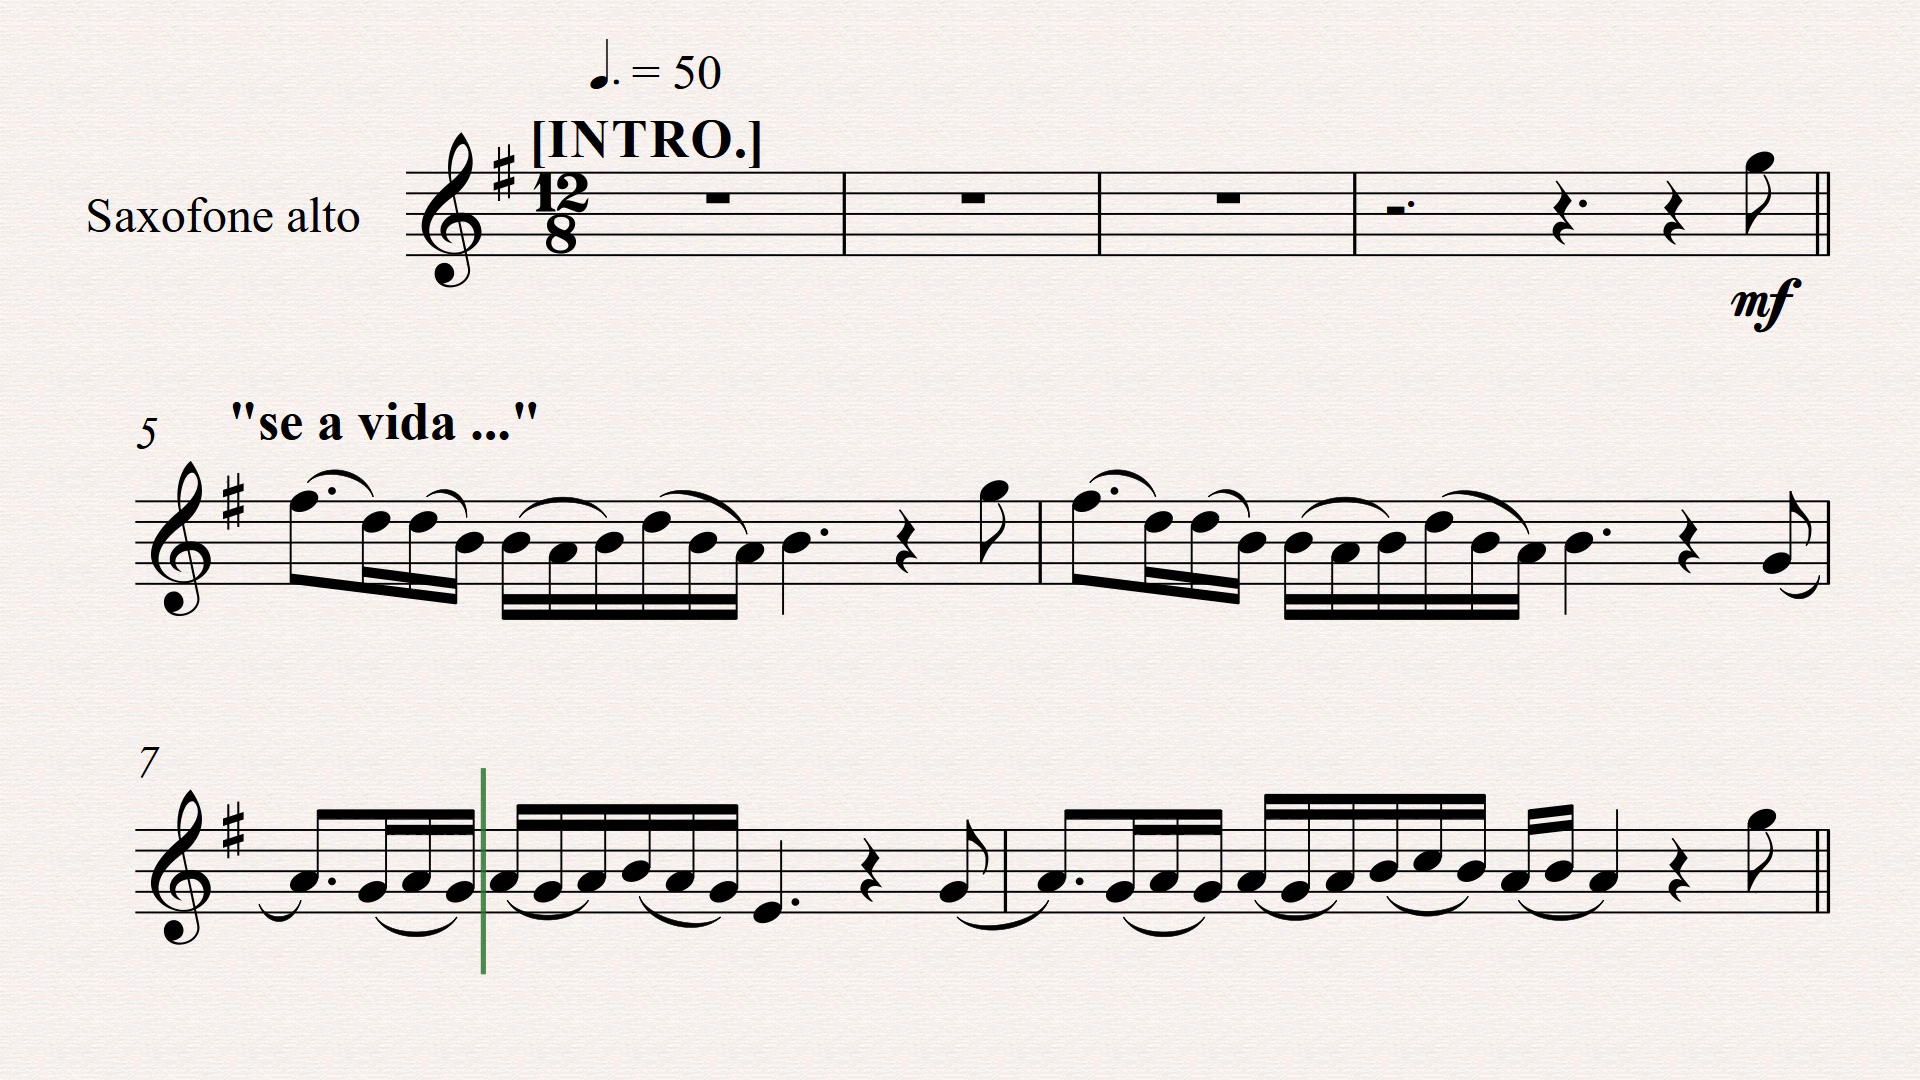 ♩. = 50
[INTRO.]
Saxofone alto
12
8
mf
5
"se a vida ..."
7